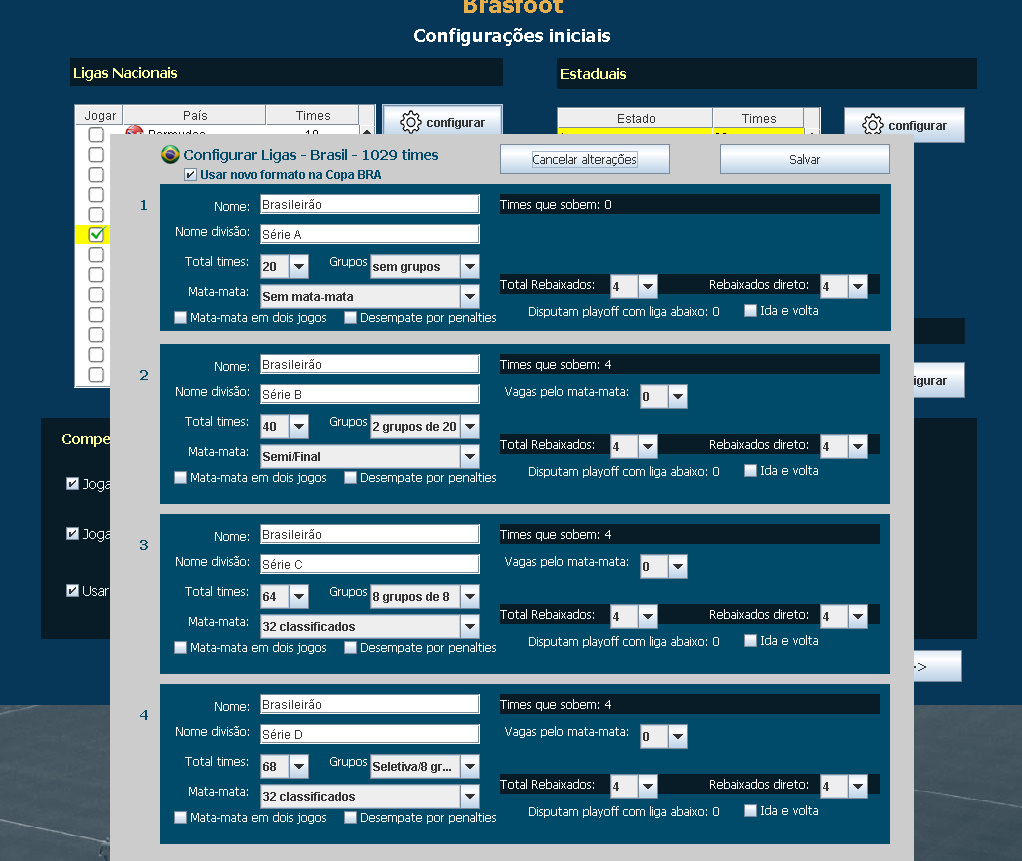 Brasfoot
Configurações iniciais
Ligas Nacionais
Estaduais
Jogar País Times
configurar
Estado Times
configurar
Configurar Ligas - Brasil - 1029 times
Cancelar alterações
Salvar
Usar novo formato na Copa BRA
1
Nome: Brasileirão
Times que sobem: 0
Nome divisão: Série A
Total times: 20 Grupos sem grupos
Total Rebaixados: 4 Rebaixados direto: 4
Mata-mata: Sem mata-mata
Mata-mata em dois jogos Desempate por penalties
Disputam playoff com liga abaixo: 0 Ida e volta
2
Nome: Brasileirão
Times que sobem: 4
Nome divisão: Série B
Vagas pelo mata-mata: 0
Total times: 40 Grupos 2 grupos de 20
Total Rebaixados: 4 Rebaixados direto: 4
Mata-mata: Semi/Final
Mata-mata em dois jogos Desempate por penalties
Disputam playoff com liga abaixo: 0 Ida e volta
3
Nome: Brasileirão
Times que sobem: 4
Nome divisão: Série C
Vagas pelo mata-mata: 0
Total times: 64 Grupos 8 grupos de 8
Total Rebaixados: 4 Rebaixados direto: 4
Mata-mata: 32 classificados
Mata-mata em dois jogos Desempate por penalties
Disputam playoff com liga abaixo: 0 Ida e volta
4
Nome: Brasileirão
Times que sobem: 4
Nome divisão: Série D
Vagas pelo mata-mata: 0
Total times: 68 Grupos Seletiva/8 gr...
Total Rebaixados: 4 Rebaixados direto: 4
Mata-mata: 32 classificados
Mata-mata em dois jogos Desempate por penalties
Disputam playoff com liga abaixo: 0 Ida e volta
Compe
Joga
Joga
Usar
igurar
->